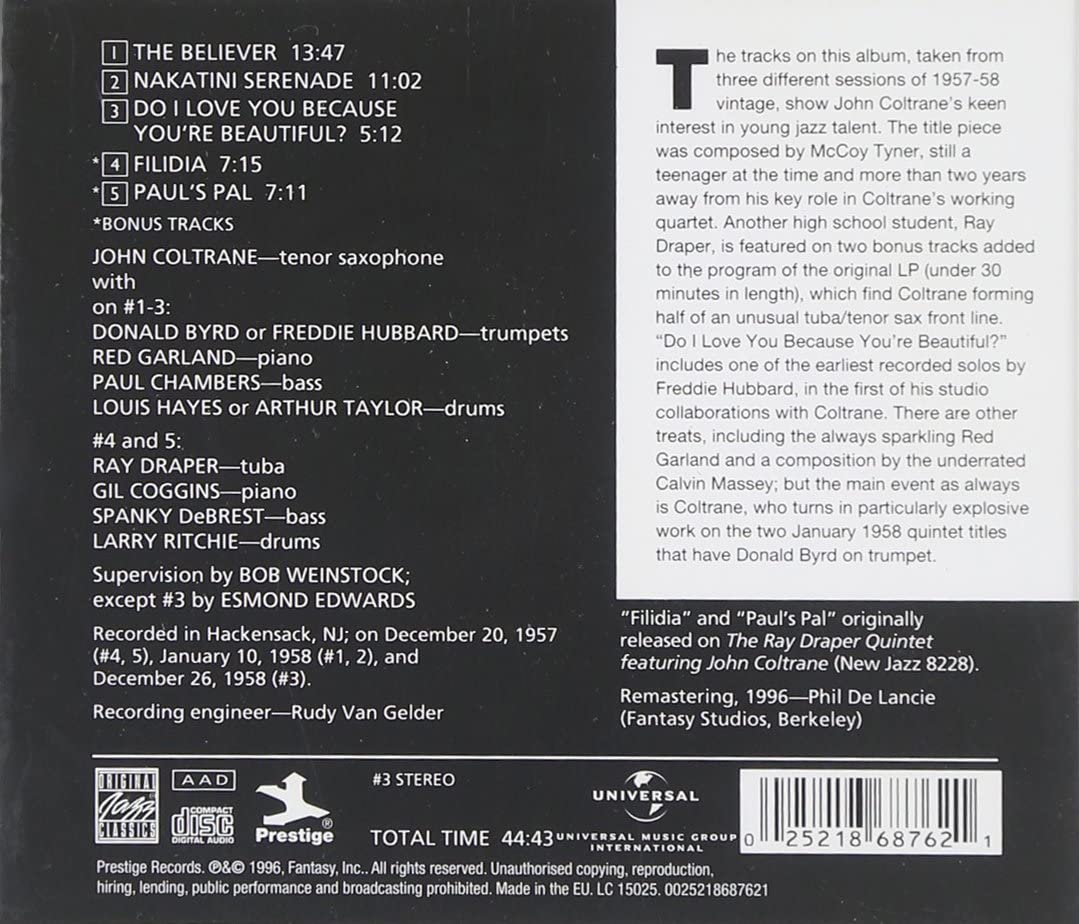 1 THE BELIEVER 13:47
2 NAKATINI SERENADE 11:02
3 DO I LOVE YOU BECAUSE
YOU'RE BEAUTIFUL? 5:12
*4 FILIDIA 7:15
*5 PAUL'S PAL 7:11
*BONUS TRACKS
JOHN COLTRANE—tenor saxophone
with
on #1-3:
DONALD BYRD or FREDDIE HUBBARD—trumpets
RED GARLAND—piano
PAUL CHAMBERS—bass
LOUIS HAYES or ARTHUR TAYLOR—drums
#4 and 5:
RAY DRAPER—tuba
GIL COGGINS—piano
SPANKY DeBREST—bass
LARRY RITCHIE—drums
Supervision by BOB WEINSTOCK;
except #3 by ESMOND EDWARDS
Recorded in Hackensack, NJ; on December 20, 1957
(#4, 5), January 10, 1958 (#1, 2), and
December 26, 1958 (#3).
Recording engineer—Rudy Van Gelder
The tracks on this album, taken from
three different sessions of 1957-58
vintage, show John Coltrane's keen
interest in young jazz talent. The title piece
was composed by McCoy Tyner, still a
teenager at the time and more than two years
away from his key role in Coltrane's working
quartet. Another high school student, Ray
Draper, is featured on two bonus tracks added
to the program of the original LP (under 30
minutes in length), which find Coltrane forming
half of an unusual tuba/tenor sax front line.
"Do I Love You Because You're Beautiful?"
includes one of the earliest recorded solos by
Freddie Hubbard, in the first of his studio
collaborations with Coltrane. There are other
treats, including the always sparkling Red
Garland and a composition by the underrated
Calvin Massey; but the main event as always
is Coltrane, who turns in particularly explosive
work on the two January 1958 quintet titles
that have Donald Byrd on trumpet.
"Filidia" and "Paul's Pal" originally
released on The Ray Draper Quintet
featuring John Coltrane (New Jazz 8228).
Remastering, 1996—Phil De Lancie
(Fantasy Studios, Berkeley)
ORIGINAL
Jazz
CLASSICS
AAD
COMPACT
disc
DIGITAL AUDIO
Prestige®
#3 STEREO
TOTAL TIME 44:43
UNIVERSAL
UNIVERSAL MUSIC GROUP
INTERNATIONAL
0 25218 68762 1
Prestige Records. ℗&© 1996, Fantasy, Inc.. All rights reserved. Unauthorised copying, reproduction,
hiring, lending, public performance and broadcasting prohibited. Made in the EU. LC 15025. 0025218687621